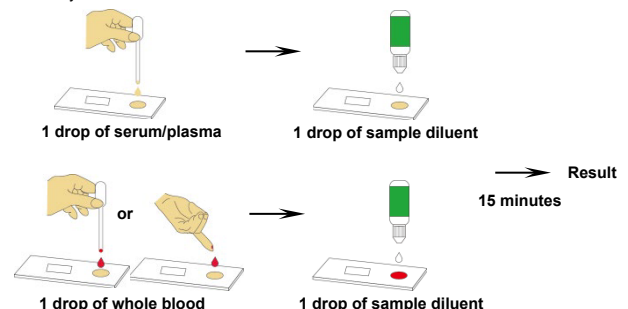 1 drop of serum/plasma
1 drop of sample diluent
or
Result
15 minutes
1 drop of whole blood
1 drop of sample diluent